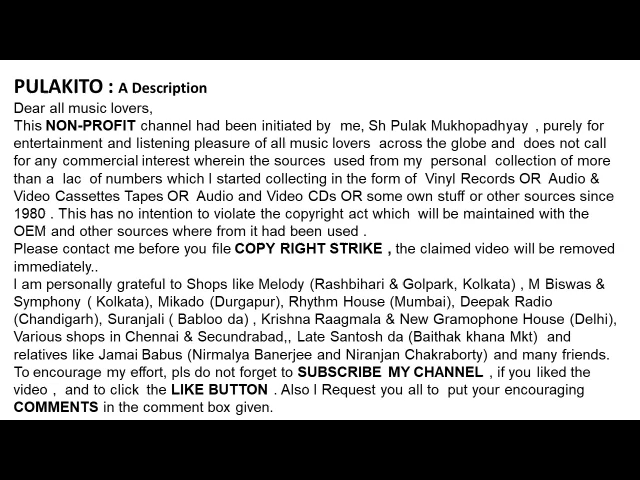 PULAKITO : A Description
Dear all music lovers,
This NON-PROFIT channel had been initiated by me, Sh Pulak Mukhopadhyay , purely for
entertainment and listening pleasure of all music lovers across the globe and does not call
for any commercial interest wherein the sources used from my personal collection of more
than a lac of numbers which I started collecting in the form of Vinyl Records OR Audio &
Video Cassettes Tapes OR Audio and Video CDs OR some own stuff or other sources since
1980 . This has no intention to violate the copyright act which will be maintained with the
OEM and other sources where from it had been used .
Please contact me before you file COPY RIGHT STRIKE , the claimed video will be removed
immediately..
I am personally grateful to Shops like Melody (Rashbihari & Golpark, Kolkata) , M Biswas &
Symphony ( Kolkata), Mikado (Durgapur), Rhythm House (Mumbai), Deepak Radio
(Chandigarh), Suranjali ( Babloo da) , Krishna Raagmala & New Gramophone House (Delhi),
Various shops in Chennai & Secundrabad,, Late Santosh da (Baithak khana Mkt) and
relatives like Jamai Babus (Nirmalya Banerjee and Niranjan Chakraborty) and many friends.
To encourage my effort, pls do not forget to SUBSCRIBE MY CHANNEL , if you liked the
video , and to click the LIKE BUTTON . Also I Request you all to put your encouraging
COMMENTS in the comment box given.